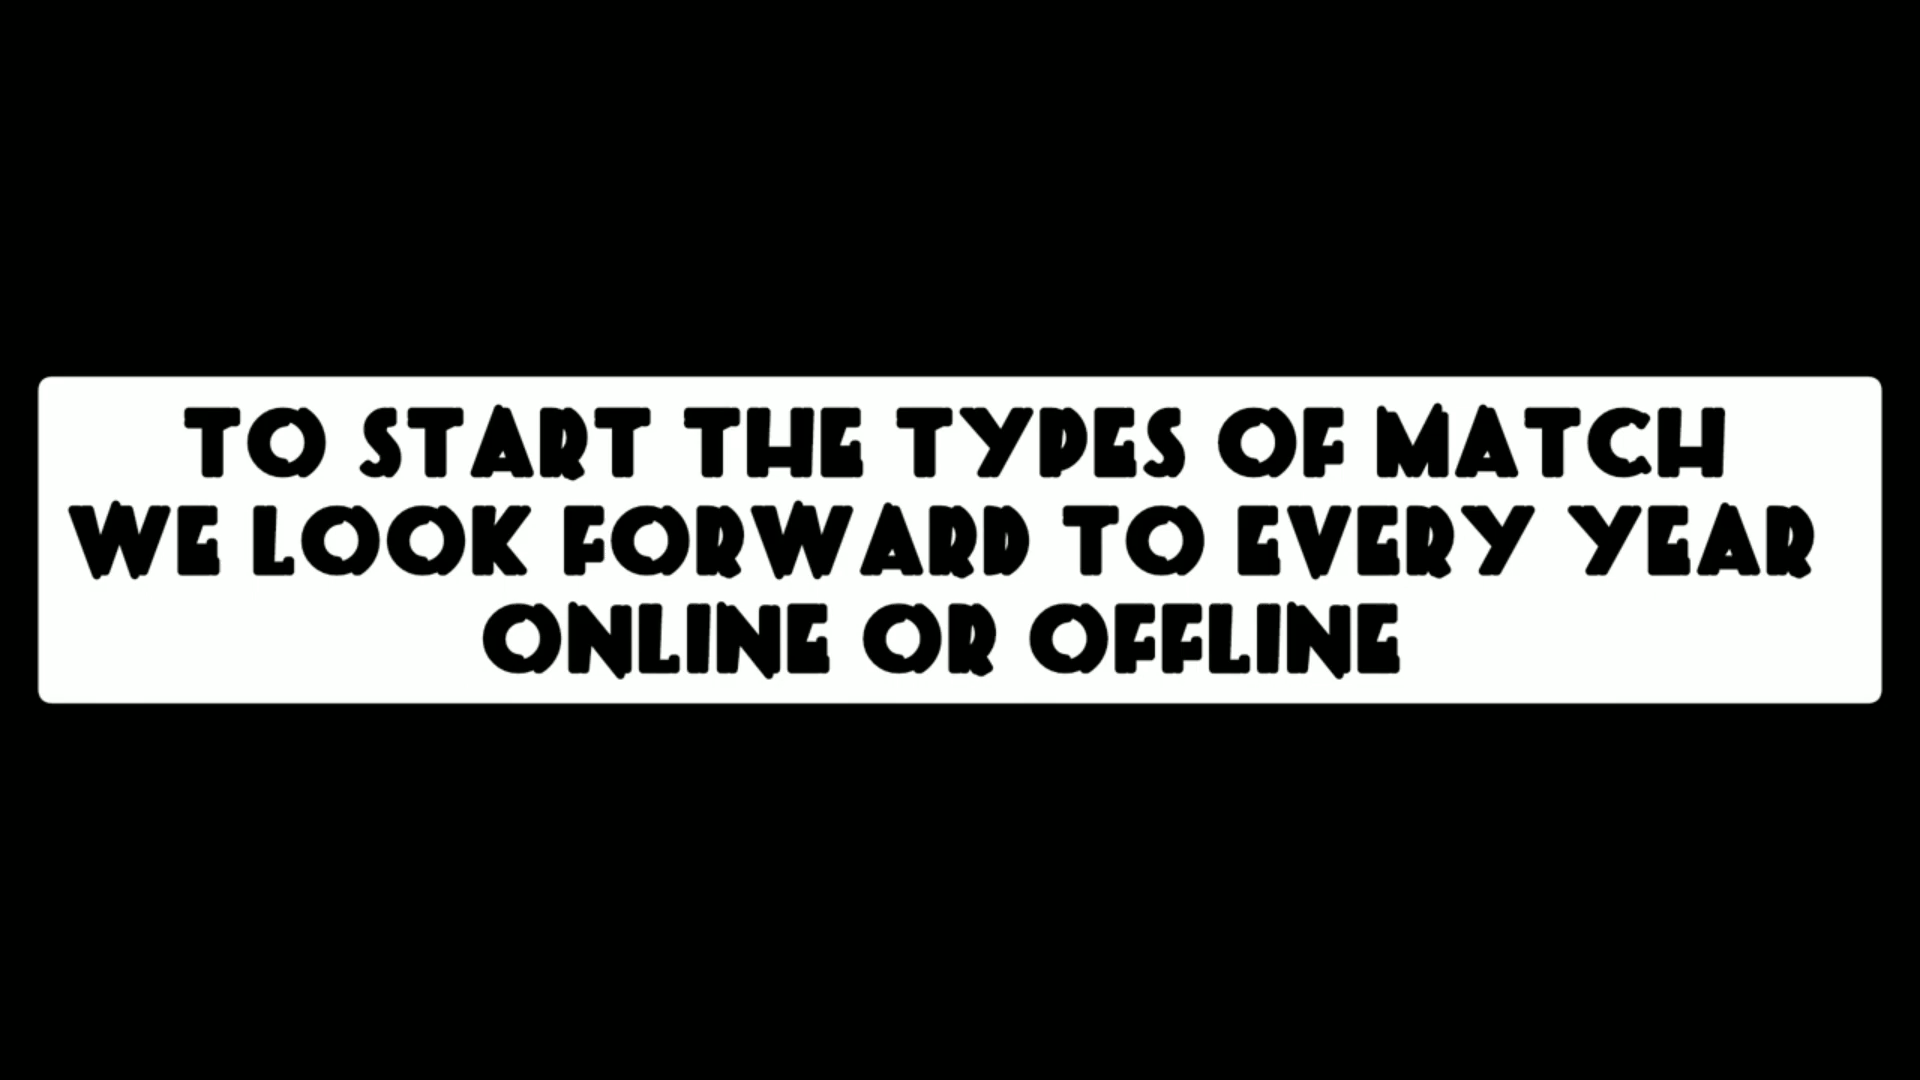 TO START THE TYPES OF MATCH
WE LOOK FORWARD TO EVERY YEAR
ONLINE OR OFFLINE